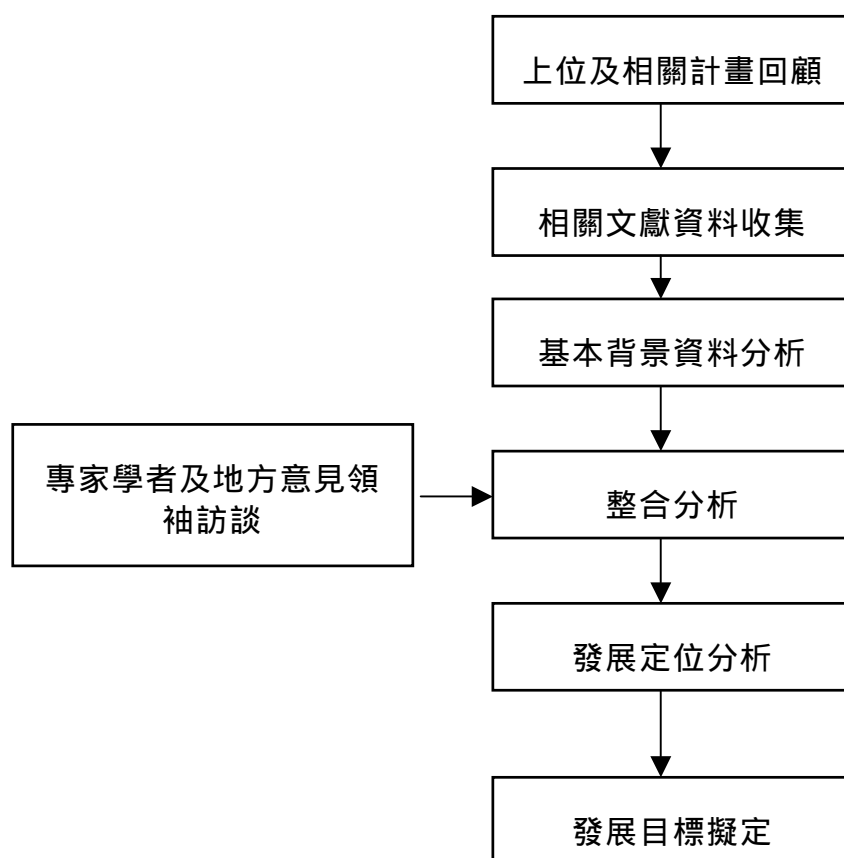 上位及相關計畫回顧
相關文獻資料收集
基本背景資料分析
專家學者及地方意見領
袖訪談
整合分析
發展定位分析
發展目標擬定